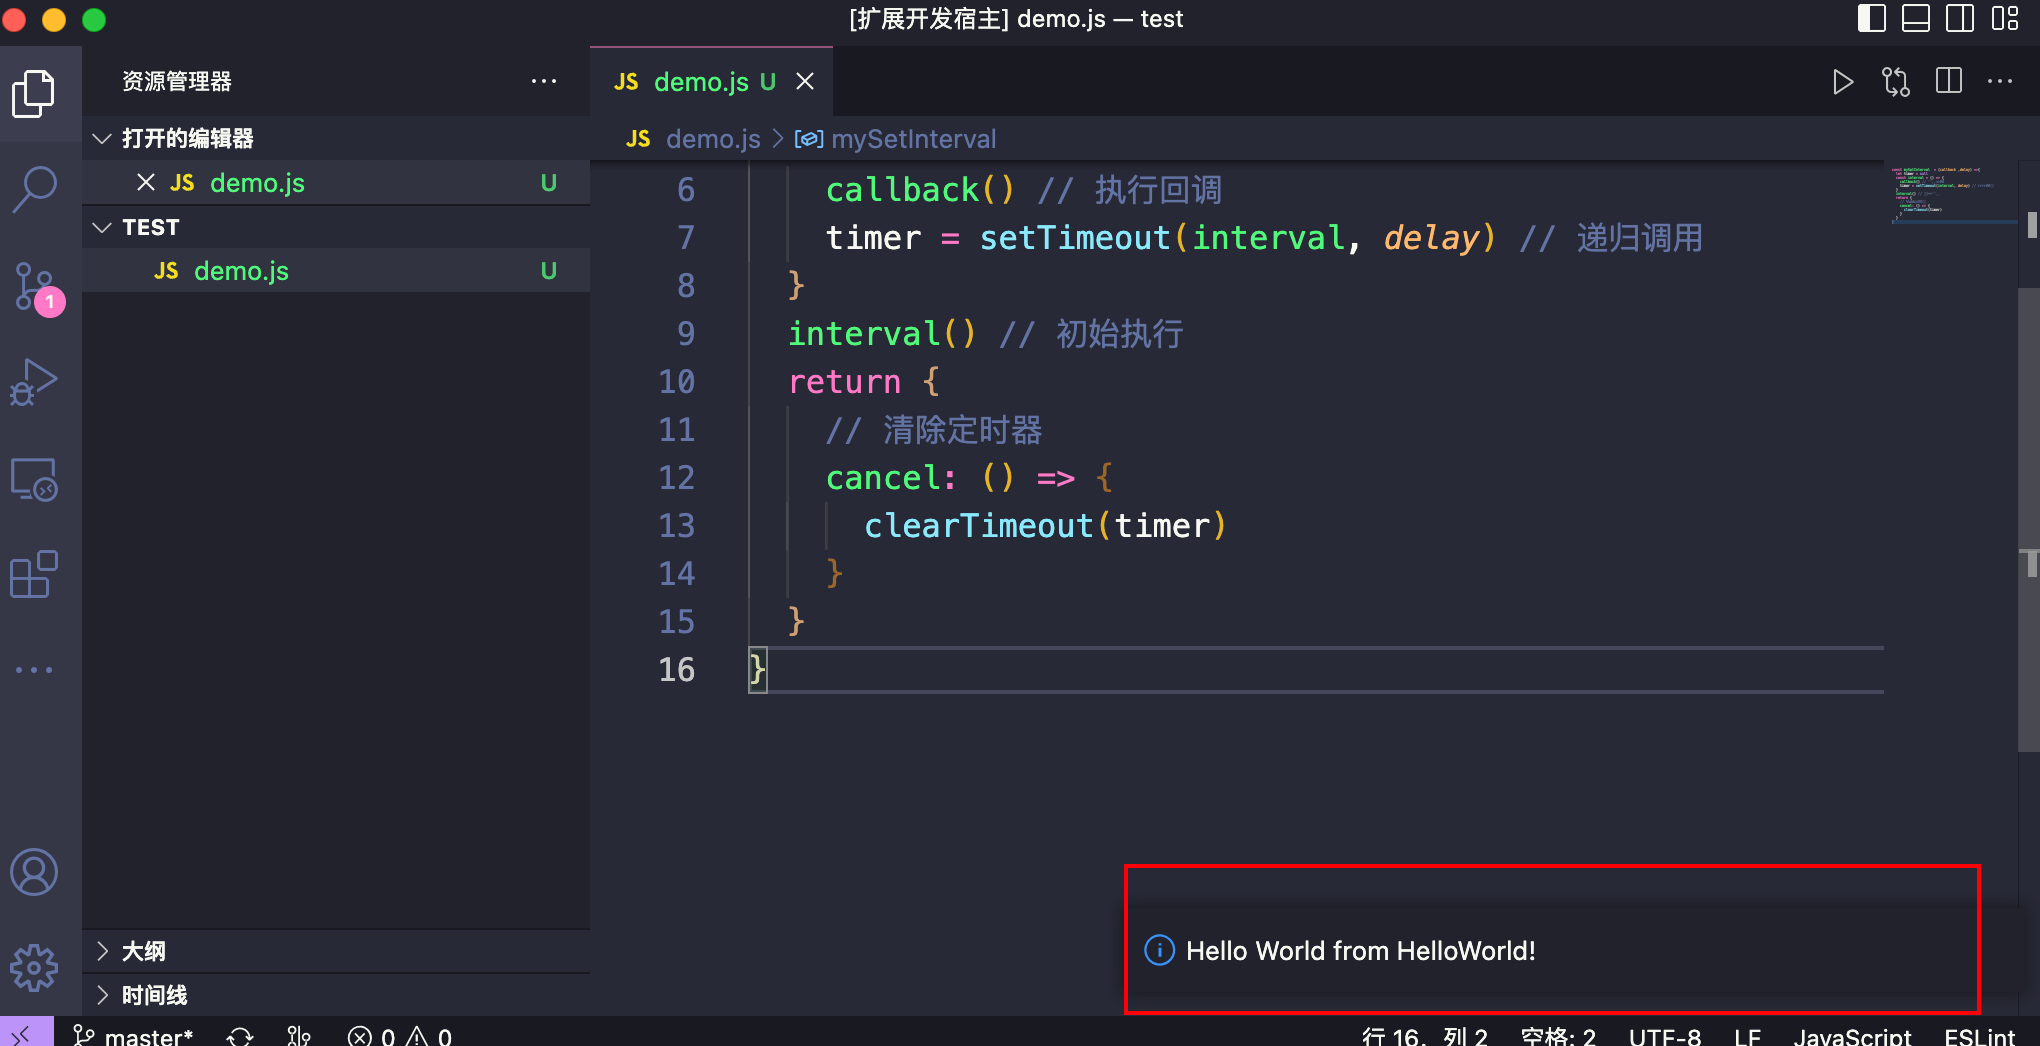 [扩展开发宿主] demo.js — test
资源管理器
JS demo.js U
打开的编辑器
JS demo.js U
TEST
JS demo.js U
1
大纲
时间线
JS demo.js > mySetInterval
6 callback() // 执行回调
7 timer = setTimeout(interval, delay) // 递归调用
8 }
9 interval() // 初始执行
10 return {
11 // 清除定时器
12 cancel: () => {
13 clearTimeout(timer)
14 }
15 }
16 }
Hello World from HelloWorld!
master* 0 0 行 16, 列 2 空格: 2 UTF-8 LF JavaScript ESLint